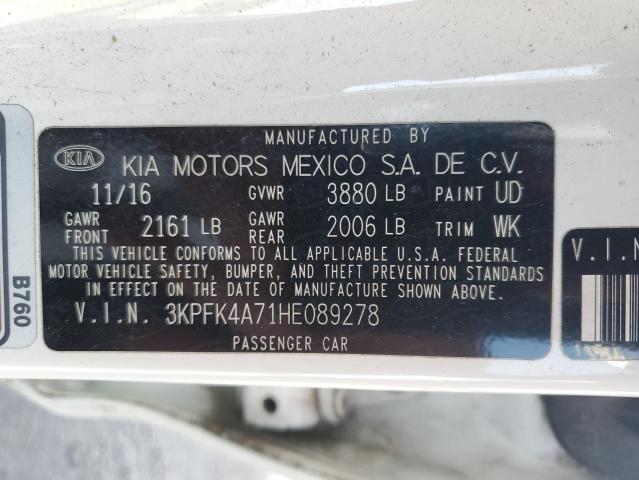 MANUFACTURED BY
KIA KIA MOTORS MEXICO S.A. DE C.V.
11/16 GVWR 3880 LB PAINT UD
GAWR FRONT 2161 LB GAWR REAR 2006 LB TRIM WK
THIS VEHICLE CONFORMS TO ALL APPLICABLE U.S.A. FEDERAL
MOTOR VEHICLE SAFETY, BUMPER, AND THEFT PREVENTION STANDARDS
IN EFFECT ON THE DATE OF MANUFACTURE SHOWN ABOVE.
V.I.N. 3KPFK4A71HE089278
PASSENGER CAR
B760
V.I.N